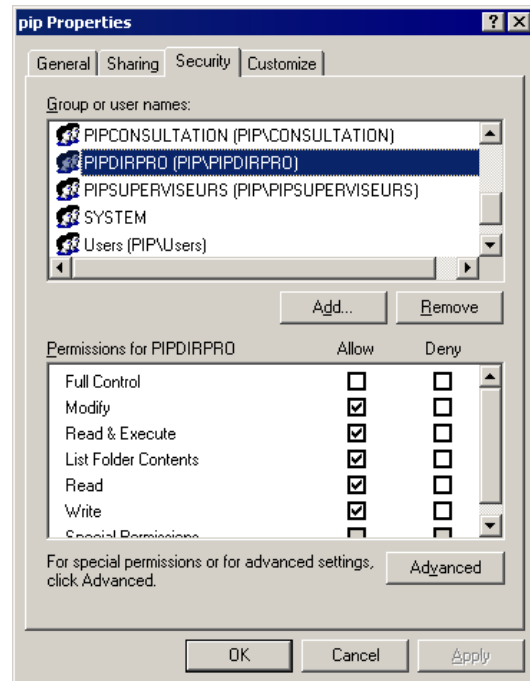 pip Properties
General Sharing Security Customize
Group or user names:
PIPCONSULTATION (PIP\CONSULTATION)
PIPDIRPRO (PIP\PIPDIRPRO)
PIPSUPERVISEURS (PIP\PIPSUPERVISEURS)
SYSTEM
Users (PIP\Users)
Add... Remove
Permissions for PIPDIRPRO Allow Deny
Full Control
Modify
Read & Execute
List Folder Contents
Read
Write
Special Permissions
For special permissions or for advanced settings,
click Advanced.
Advanced
OK Cancel Apply